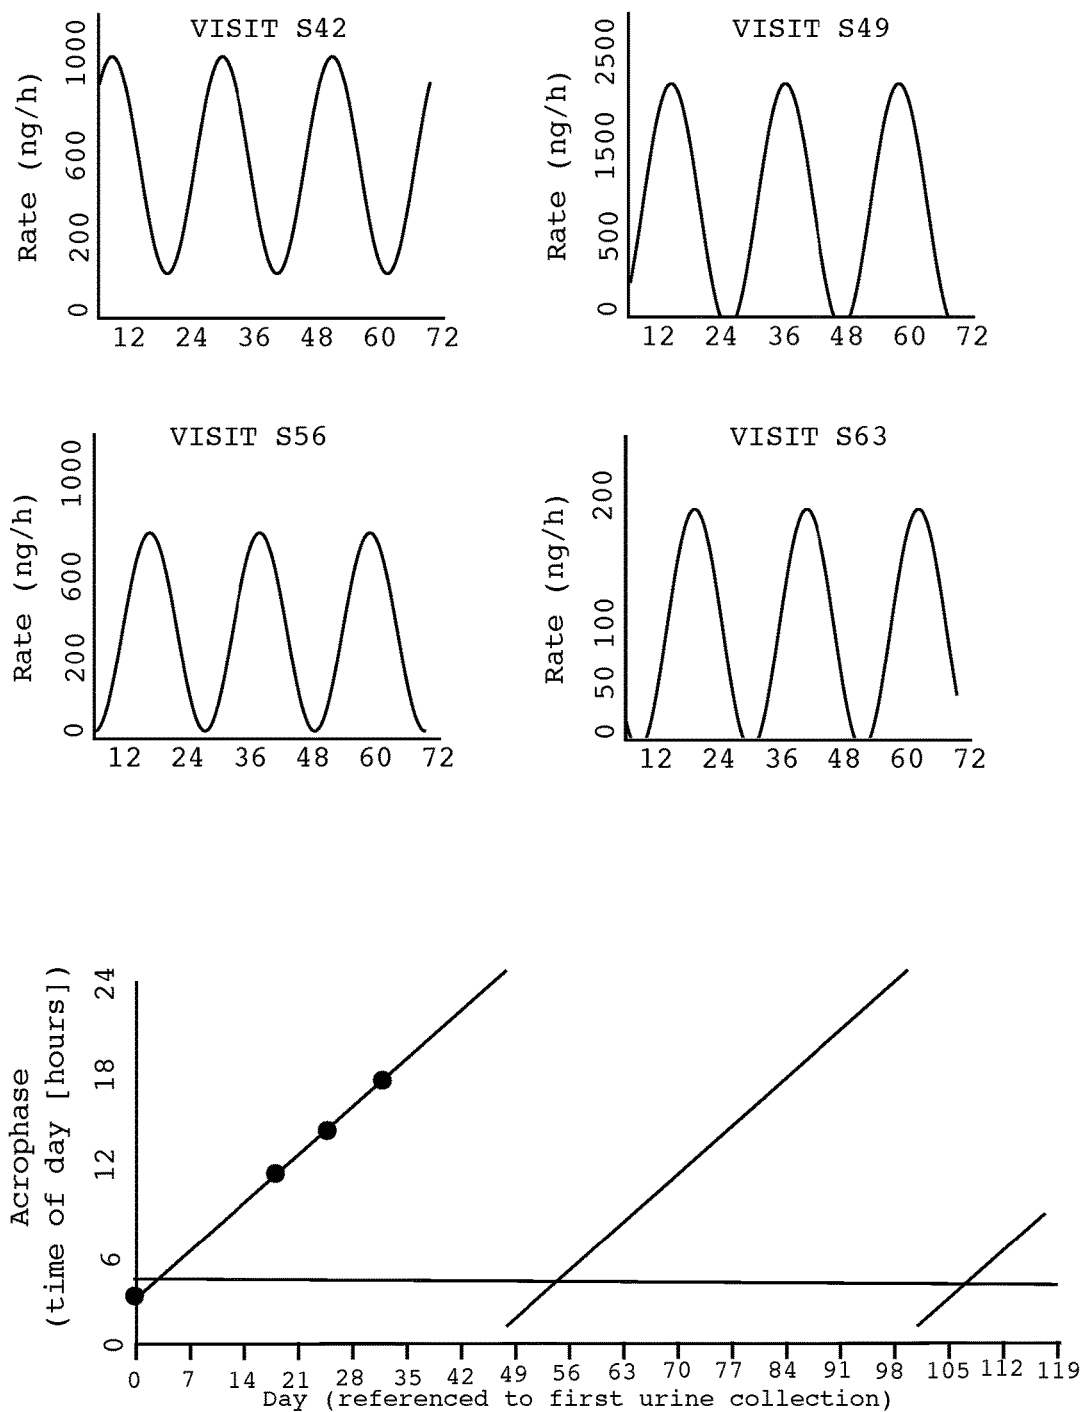 VISIT S42
Rate (ng/h)
0 200 600 1000
12 24 36 48 60 72
VISIT S49
Rate (ng/h)
0 500 1500 2500
12 24 36 48 60 72
VISIT S56
Rate (ng/h)
0 200 600 1000
12 24 36 48 60 72
VISIT S63
Rate (ng/h)
0 50 100 200
12 24 36 48 60 72
Acrophase
(time of day [hours])
0 6 12 18 24
0 7 14 21 28 35 42 49 56 63 70 77 84 91 98 105 112 119
Day (referenced to first urine collection)